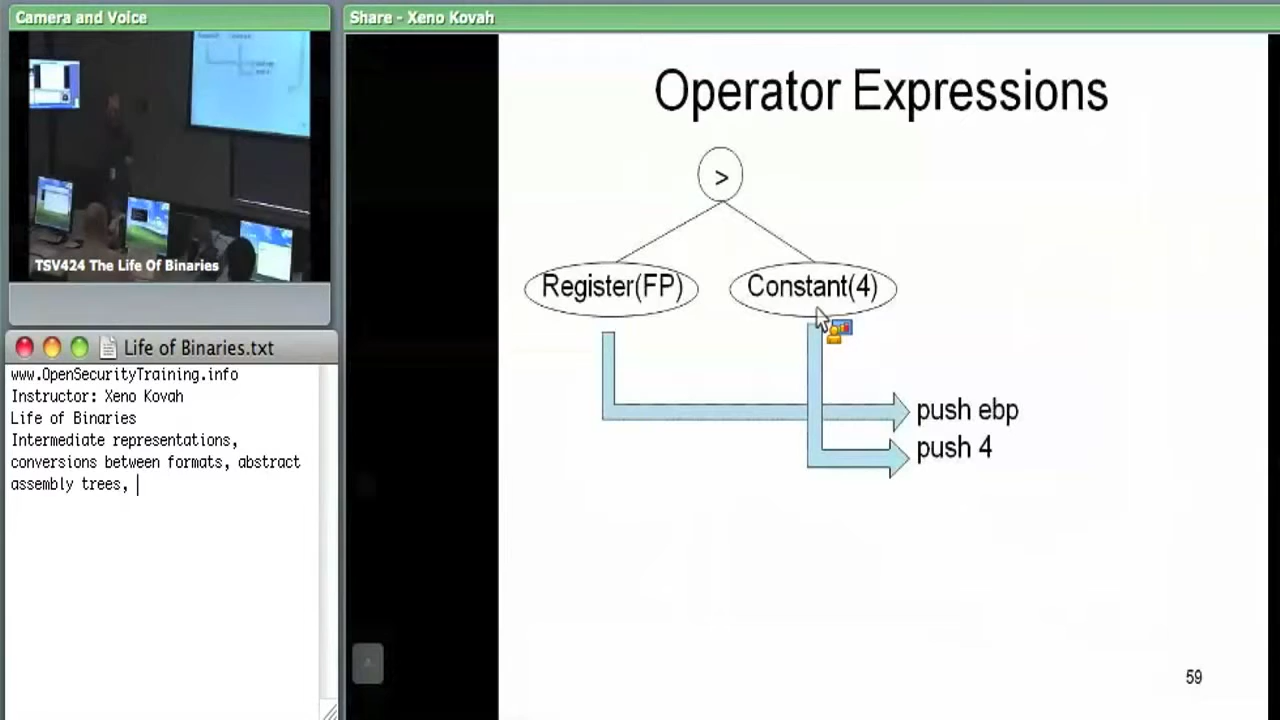 Camera and Voice
TSV424 The Life Of Binaries
Life of Binaries.txt
www.OpenSecurityTraining.info
Instructor: Xeno Kovah
Life of Binaries
Intermediate representations,
conversions between formats, abstract
assembly trees,
Share - Xeno Kovah
Operator Expressions
>
Register(FP) Constant(4)
push ebp
push 4
59